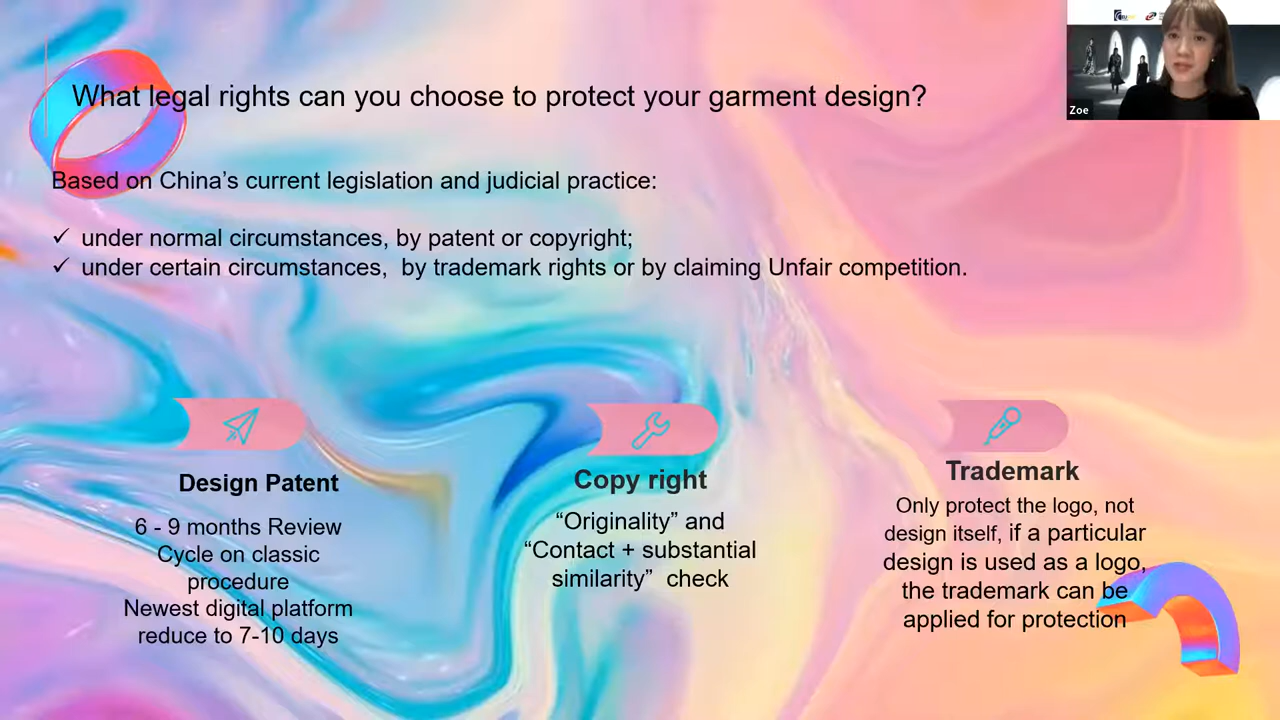 What legal rights can you choose to protect your garment design?
Zoe
Based on China's current legislation and judicial practice:
✓ under normal circumstances, by patent or copyright;
✓ under certain circumstances, by trademark rights or by claiming Unfair competition.
Design Patent
6 - 9 months Review
Cycle on classic
procedure
Newest digital platform
reduce to 7-10 days
Copy right
“Originality” and
“Contact + substantial
similarity” check
Trademark
Only protect the logo, not
design itself, if a particular
design is used as a logo,
the trademark can be
applied for protection